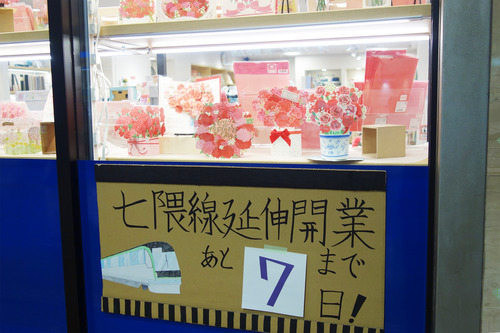 七隈線延伸開業
あと 7 まで
日!